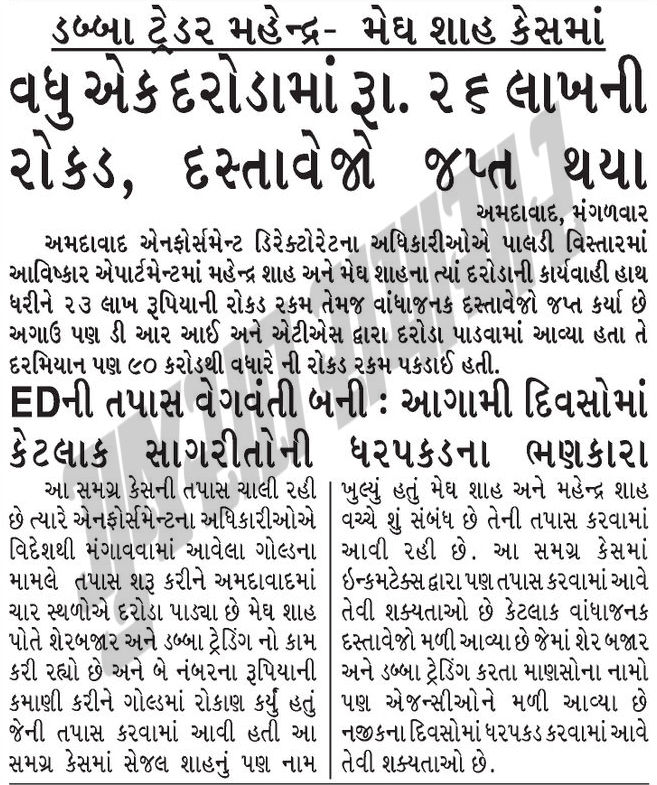 ડબ્બા ટ્રેડર મહેન્દ્ર- મેઘ શાહ કેસમાં
વધુ એક દરોડામાં રૂા. ૨૬ લાખની
રોકડ, દસ્તાવેજો જપ્ત થયા
અમદાવાદ, મંગળવાર
અમદાવાદ એનફોર્સમેન્ટ ડિરેક્ટોરેટના અધિકારીઓએ પાલડી વિસ્તારમાં
આવિષ્કાર એપાર્ટમેન્ટમાં મહેન્દ્ર શાહ અને મેઘ શાહના ત્યાં દરોડાની કાર્યવાહી હાથ
ધરીને ૨૩ લાખ રૂપિયાની રોકડ રકમ તેમજ વાંધાજનક દસ્તાવેજો જપ્ત કર્યા છે
અગાઉ પણ ડી આર આઈ અને એટીએસ દ્વારા દરોડા પાડવામાં આવ્યા હતા તે
દરમિયાન પણ ૯૦ કરોડથી વધારે ની રોકડ રકમ પકડાઈ હતી.
EDની તપાસ વેગવંતી બની : આગામી દિવસોમાં
કેટલાક સાગરીતોની ધરપકડના ભણકારા
આ સમગ્ર કેસની તપાસ ચાલી રહી
છે ત્યારે એનફોર્સમેન્ટના અધિકારીઓએ
વિદેશથી મંગાવવામાં આવેલા ગોલ્ડના
મામલે તપાસ શરૂ કરીને અમદાવાદમાં
ચાર સ્થળોએ દરોડા પાડ્યા છે મેઘ શાહ
પોતે શેરબજાર અને ડબ્બા ટ્રેડિંગ નો કામ
કરી રહ્યો છે અને બે નંબરના રૂપિયાની
કમાણી કરીને ગોલ્ડમાં રોકાણ કર્યું હતું
જેની તપાસ કરવામાં આવી હતી આ
સમગ્ર કેસમાં સેજલ શાહનું પણ નામ
ખુલ્યું હતું મેઘ શાહ અને મહેન્દ્ર શાહ
વચ્ચે શું સંબંધ છે તેની તપાસ કરવામાં
આવી રહી છે. આ સમગ્ર કેસમાં
ઇન્કમટેક્સ દ્વારા પણ તપાસ કરવામાં આવે
તેવી શક્યતાઓ છે કેટલાક વાંધાજનક
દસ્તાવેજો મળી આવ્યા છે જેમાં શેર બજાર
અને ડબ્બા ટ્રેડિંગ કરતા માણસોના નામો
પણ એજન્સીઓને મળી આવ્યા છે
નજીકના દિવસોમાં ધરપકડ કરવામાં આવે
તેવી શક્યતાઓ છે.